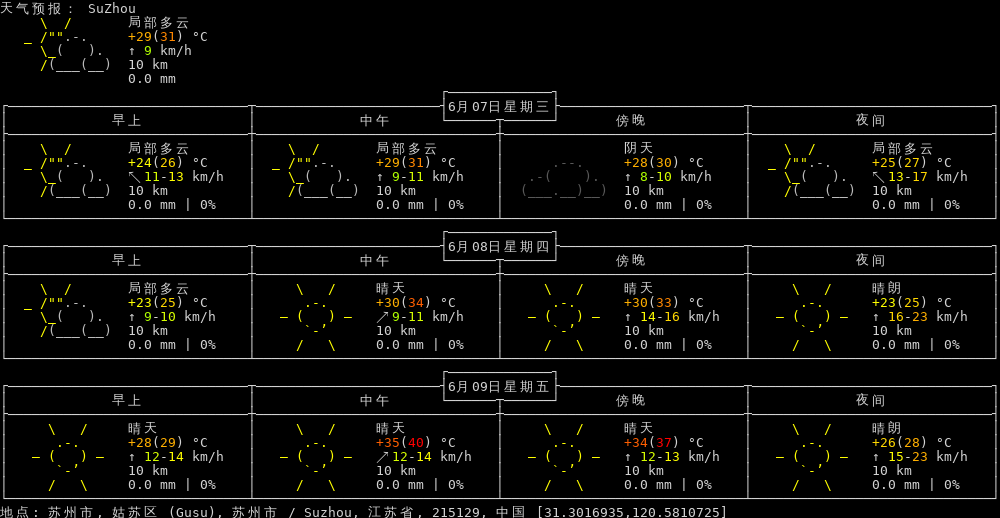 天气预报： SuZhou
局部多云
+29(31) °C
↑ 9 km/h
10 km
0.0 mm
6月07日星期三
早上 中午 傍晚 夜间
局部多云 局部多云 阴天 局部多云
+24(26) °C +29(31) °C +28(30) °C +25(27) °C
↖ 11-13 km/h ↑ 9-11 km/h ↑ 8-10 km/h ↖ 13-17 km/h
10 km 10 km 10 km 10 km
0.0 mm | 0% 0.0 mm | 0% 0.0 mm | 0% 0.0 mm | 0%
6月08日星期四
早上 中午 傍晚 夜间
局部多云 晴天 晴天 晴朗
+23(25) °C +30(34) °C +30(33) °C +23(25) °C
↑ 9-10 km/h ↗ 9-11 km/h ↑ 14-16 km/h ↑ 16-23 km/h
10 km 10 km 10 km 10 km
0.0 mm | 0% 0.0 mm | 0% 0.0 mm | 0% 0.0 mm | 0%
6月09日星期五
早上 中午 傍晚 夜间
晴天 晴天 晴天 晴朗
+28(29) °C +35(40) °C +34(37) °C +26(28) °C
↑ 12-14 km/h ↗ 12-14 km/h ↑ 12-13 km/h ↑ 15-23 km/h
10 km 10 km 10 km 10 km
0.0 mm | 0% 0.0 mm | 0% 0.0 mm | 0% 0.0 mm | 0%
地点: 苏州市, 姑苏区 (Gusu), 苏州市 / Suzhou, 江苏省, 215129, 中国 [31.3016935,120.5810725]